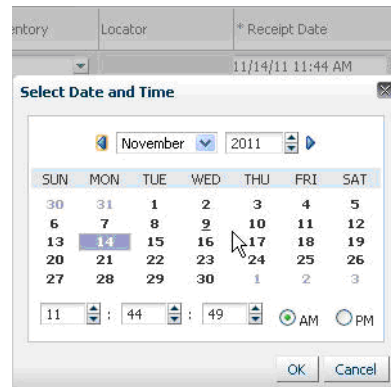 entory Locator * Receipt Date
11/14/11 11:44 AM
Select Date and Time
November 2011
SUN MON TUE WED THU FRI SAT
30 31 1 2 3 4 5
6 7 8 9 10 11 12
13 14 15 16 17 18 19
20 21 22 23 24 25 26
27 28 29 30 1 2 3
11 : 44 : 49 AM PM
OK Cancel